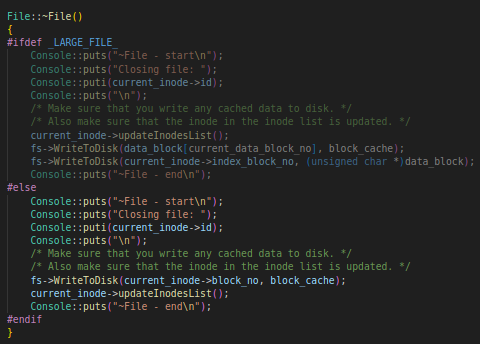 File::~File()
{
#ifdef _LARGE_FILE_
    Console::puts("~File - start\n");
    Console::puts("Closing file: ");
    Console::puti(current_inode->id);
    Console::puts("\n");
    /* Make sure that you write any cached data to disk. */
    /* Also make sure that the inode in the inode list is updated. */
    current_inode->updateInodesList();
    fs->WriteToDisk(data_block[current_data_block_no], block_cache);
    fs->WriteToDisk(current_inode->index_block_no, (unsigned char *)data_block);
    Console::puts("~File - end\n");
#else
    Console::puts("~File - start\n");
    Console::puts("Closing file: ");
    Console::puti(current_inode->id);
    Console::puts("\n");
    /* Make sure that you write any cached data to disk. */
    /* Also make sure that the inode in the inode list is updated. */
    fs->WriteToDisk(current_inode->block_no, block_cache);
    current_inode->updateInodesList();
    Console::puts("~File - end\n");
#endif
}